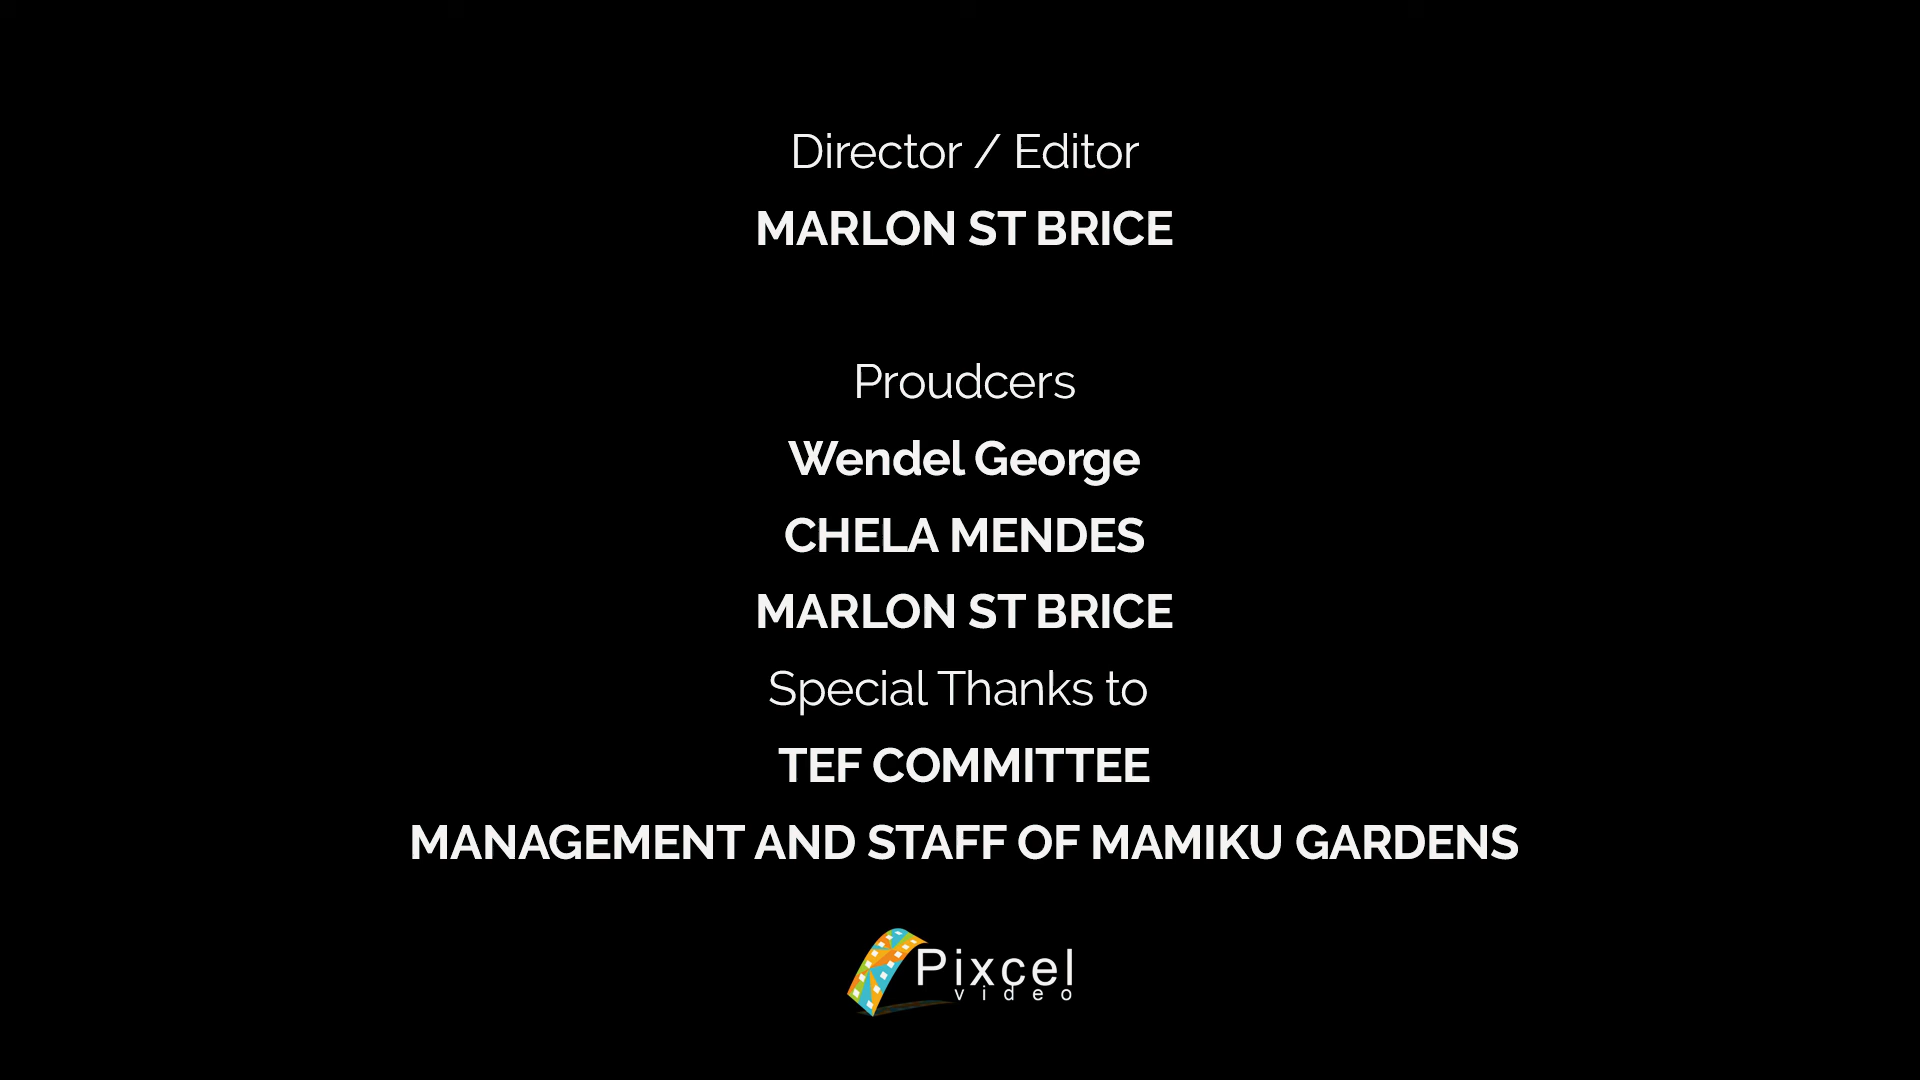 Director / Editor
MARLON ST BRICE
Proudcers
Wendel George
CHELA MENDES
MARLON ST BRICE
Special Thanks to
TEF COMMITTEE
MANAGEMENT AND STAFF OF MAMIKU GARDENS
Pixcel
video